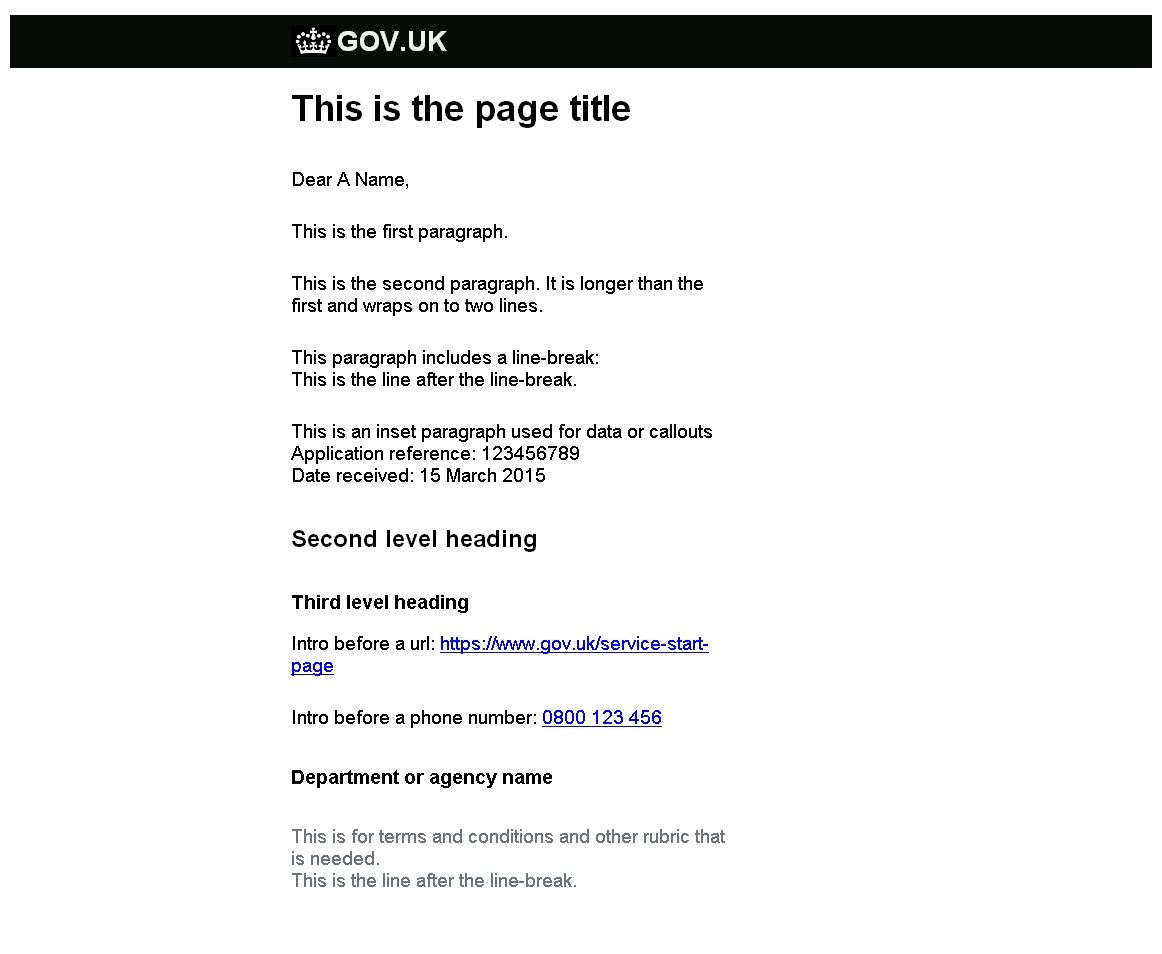 GOV.UK
This is the page title
Dear A Name,
This is the first paragraph.
This is the second paragraph. It is longer than the
first and wraps on to two lines.
This paragraph includes a line-break:
This is the line after the line-break.
This is an inset paragraph used for data or callouts
Application reference: 123456789
Date received: 15 March 2015
Second level heading
Third level heading
Intro before a url: https://www.gov.uk/service-start-
page
Intro before a phone number: 0800 123 456
Department or agency name
This is for terms and conditions and other rubric that
is needed.
This is the line after the line-break.